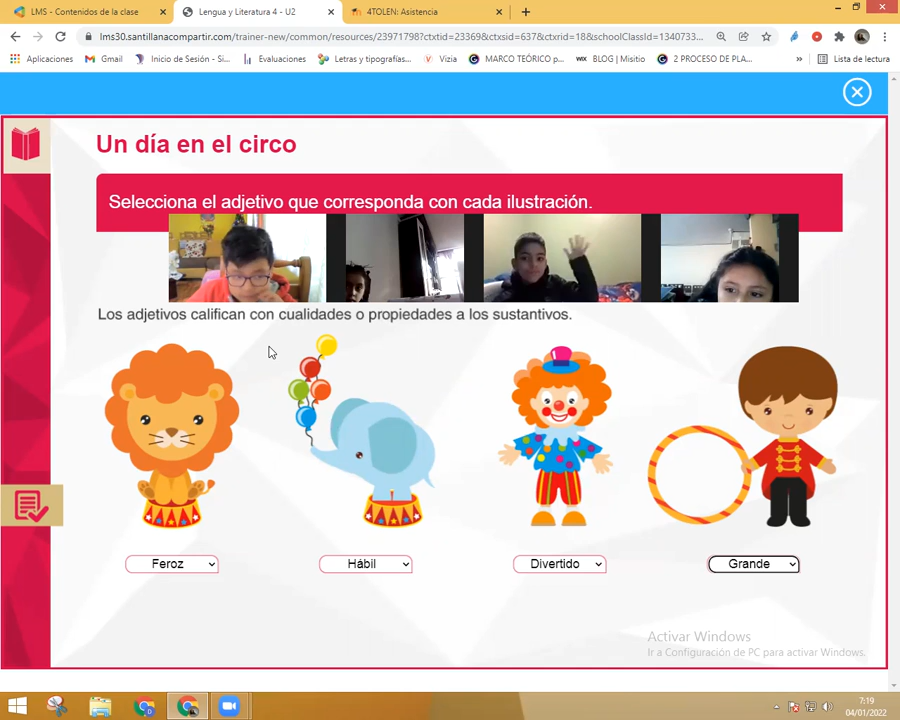 LMS - Contenidos de la clase
Lengua y Literatura 4 - U2
4TOLEN: Asistencia
lms30.santillanacompartir.com/trainer-new/common/resources/23971798?ctxtid=23369&ctxsid=637&ctxrid=18&schoolClassId=1340733...
Aplicaciones
Gmail
Inicio de Sesión - Sí...
Evaluaciones
Letras y tipografías...
Vizia
MARCO TEÓRICO p...
WIX BLOG | Misitio
2 PROCESO DE PLA...
»
Lista de lectura
Un día en el circo
Selecciona el adjetivo que corresponda con cada ilustración.
Los adjetivos califican con cualidades o propiedades a los sustantivos.
Feroz
Hábil
Divertido
Grande
Activar Windows
Ir a Configuración de PC para activar Windows.
7:19
04/01/2022